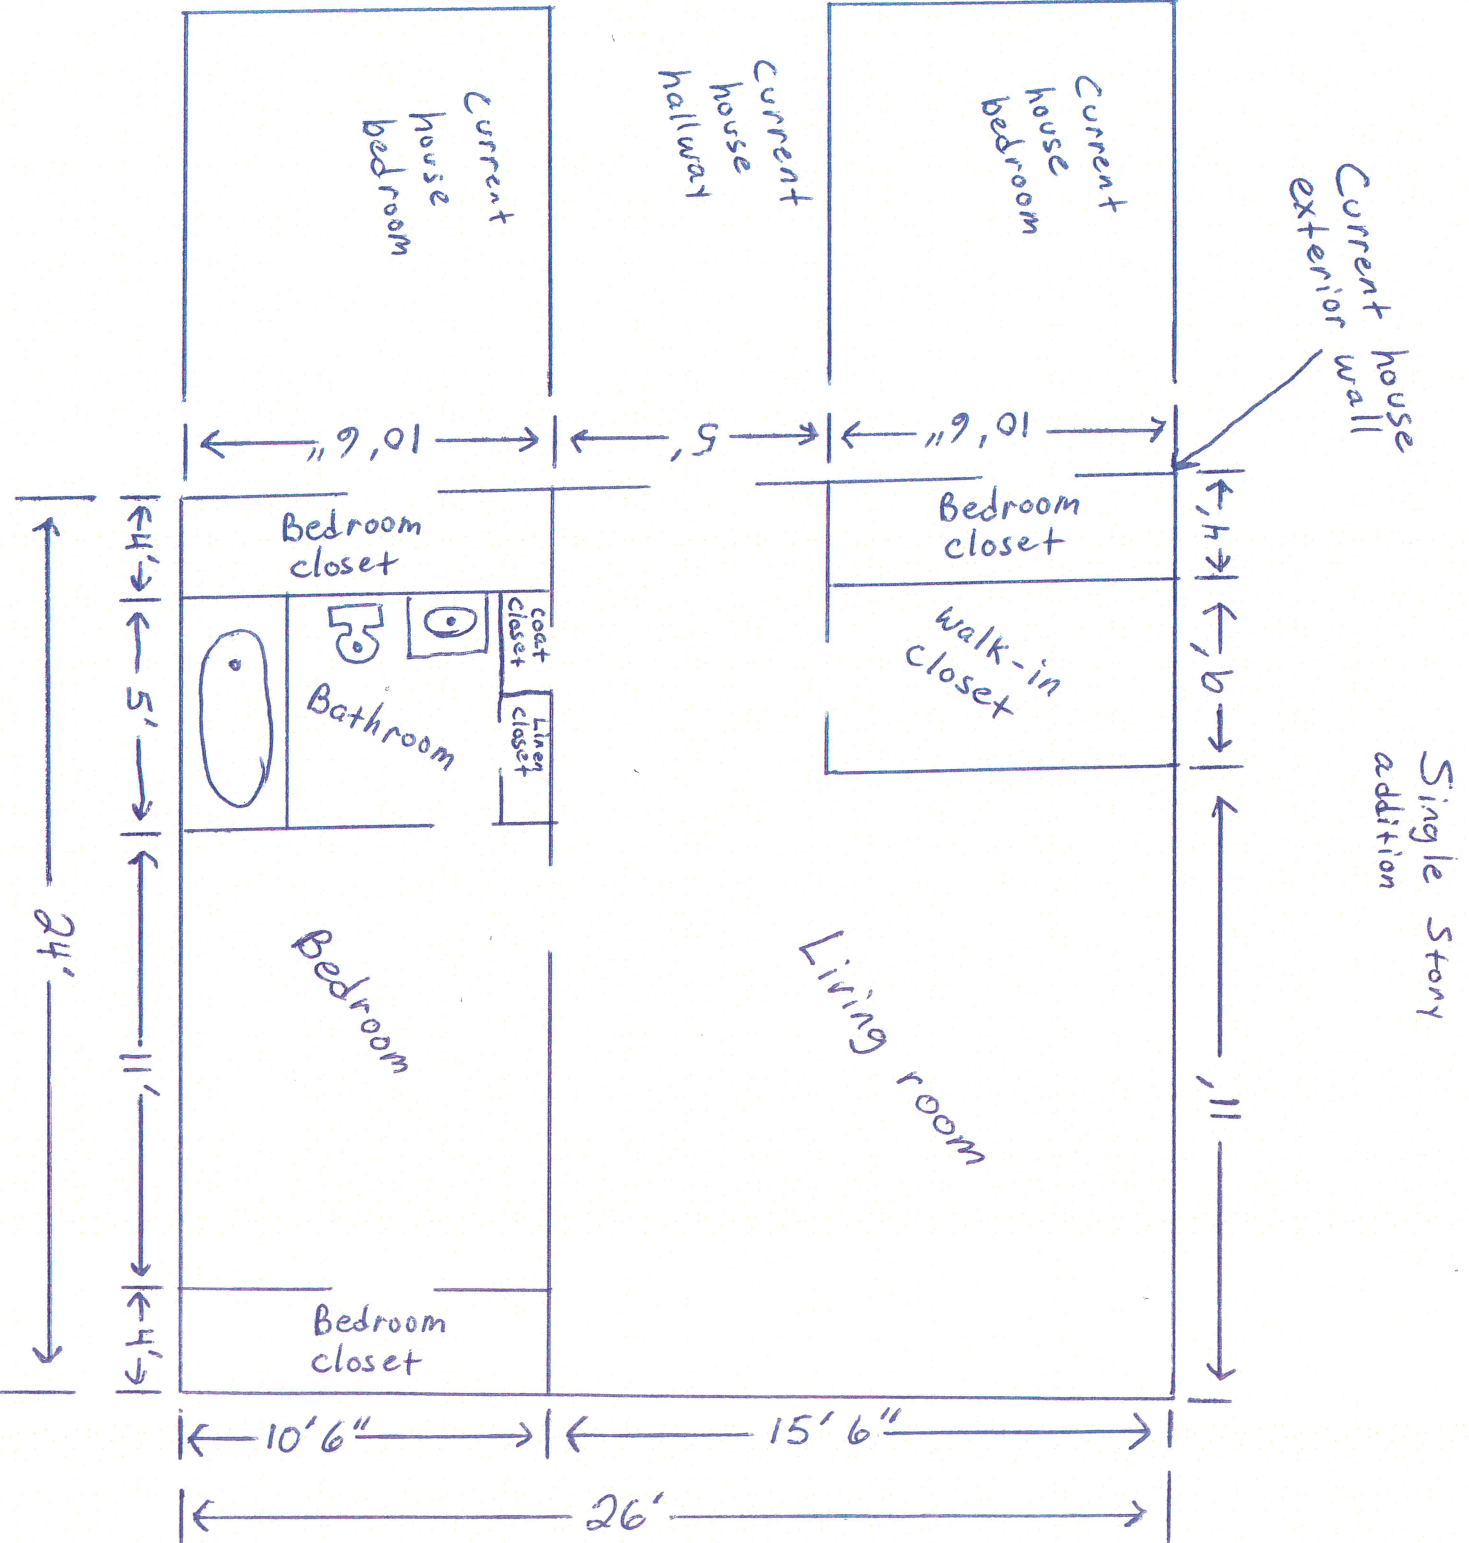 Current
house
bedroom
Current
house
hallway
Current
house
bedroom
Current house
exterior wall
10' 6"
5'
10' 6"
Bedroom
closet
Bedroom
closet
4'
4'
coat
closet
Linen
closet
Bathroom
walk-in
closet
5'
9'
Single story
addition
24'
11'
11'
Bedroom
Living room
Bedroom
closet
4'
10' 6"
15' 6"
26'